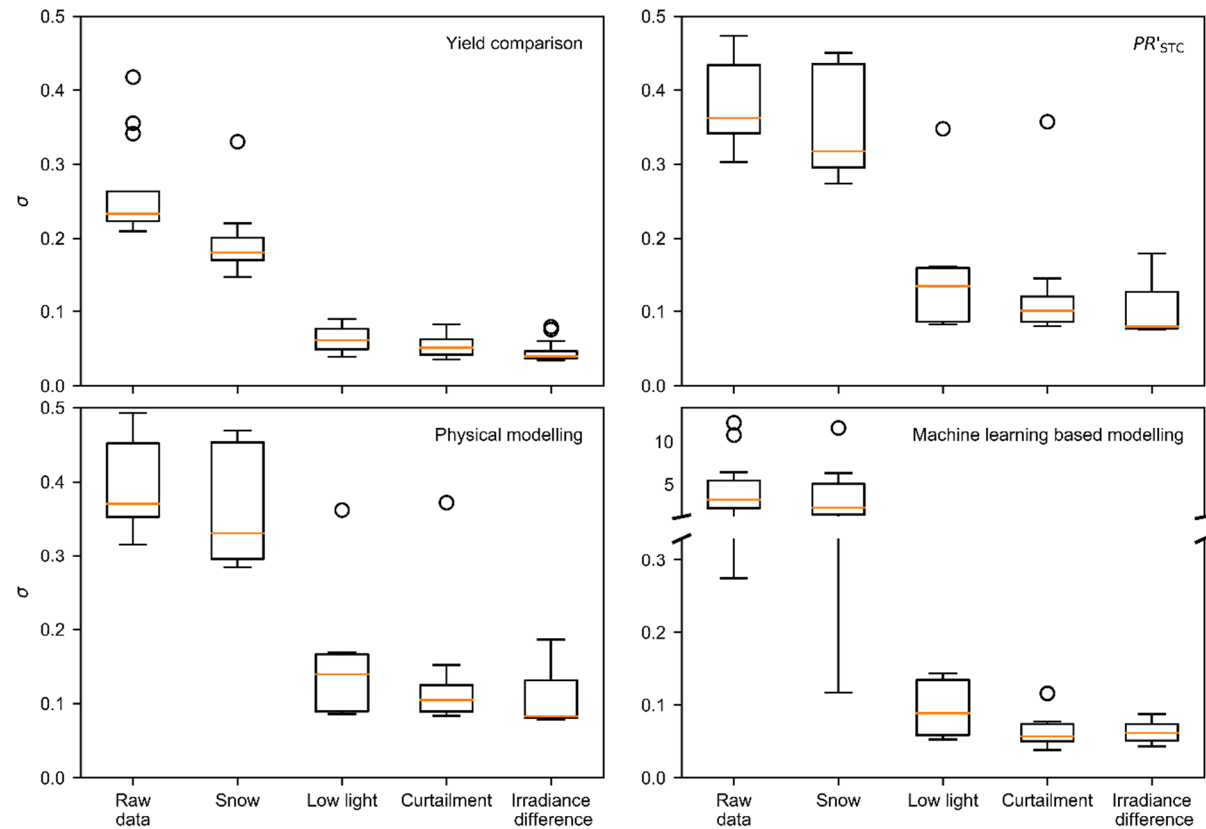 0.5
0.4
0.3
0.2
0.1
0.0
σ
Yield comparison
PR'STC
0.5
0.4
0.3
0.2
0.1
0.0
0.5
0.4
0.3
0.2
0.1
0.0
σ
Physical modelling
Raw data
Snow
Low light
Curtailment
Irradiance difference
Machine learning based modelling
10
5
0.3
0.2
0.1
0.0
Raw data
Snow
Low light
Curtailment
Irradiance difference